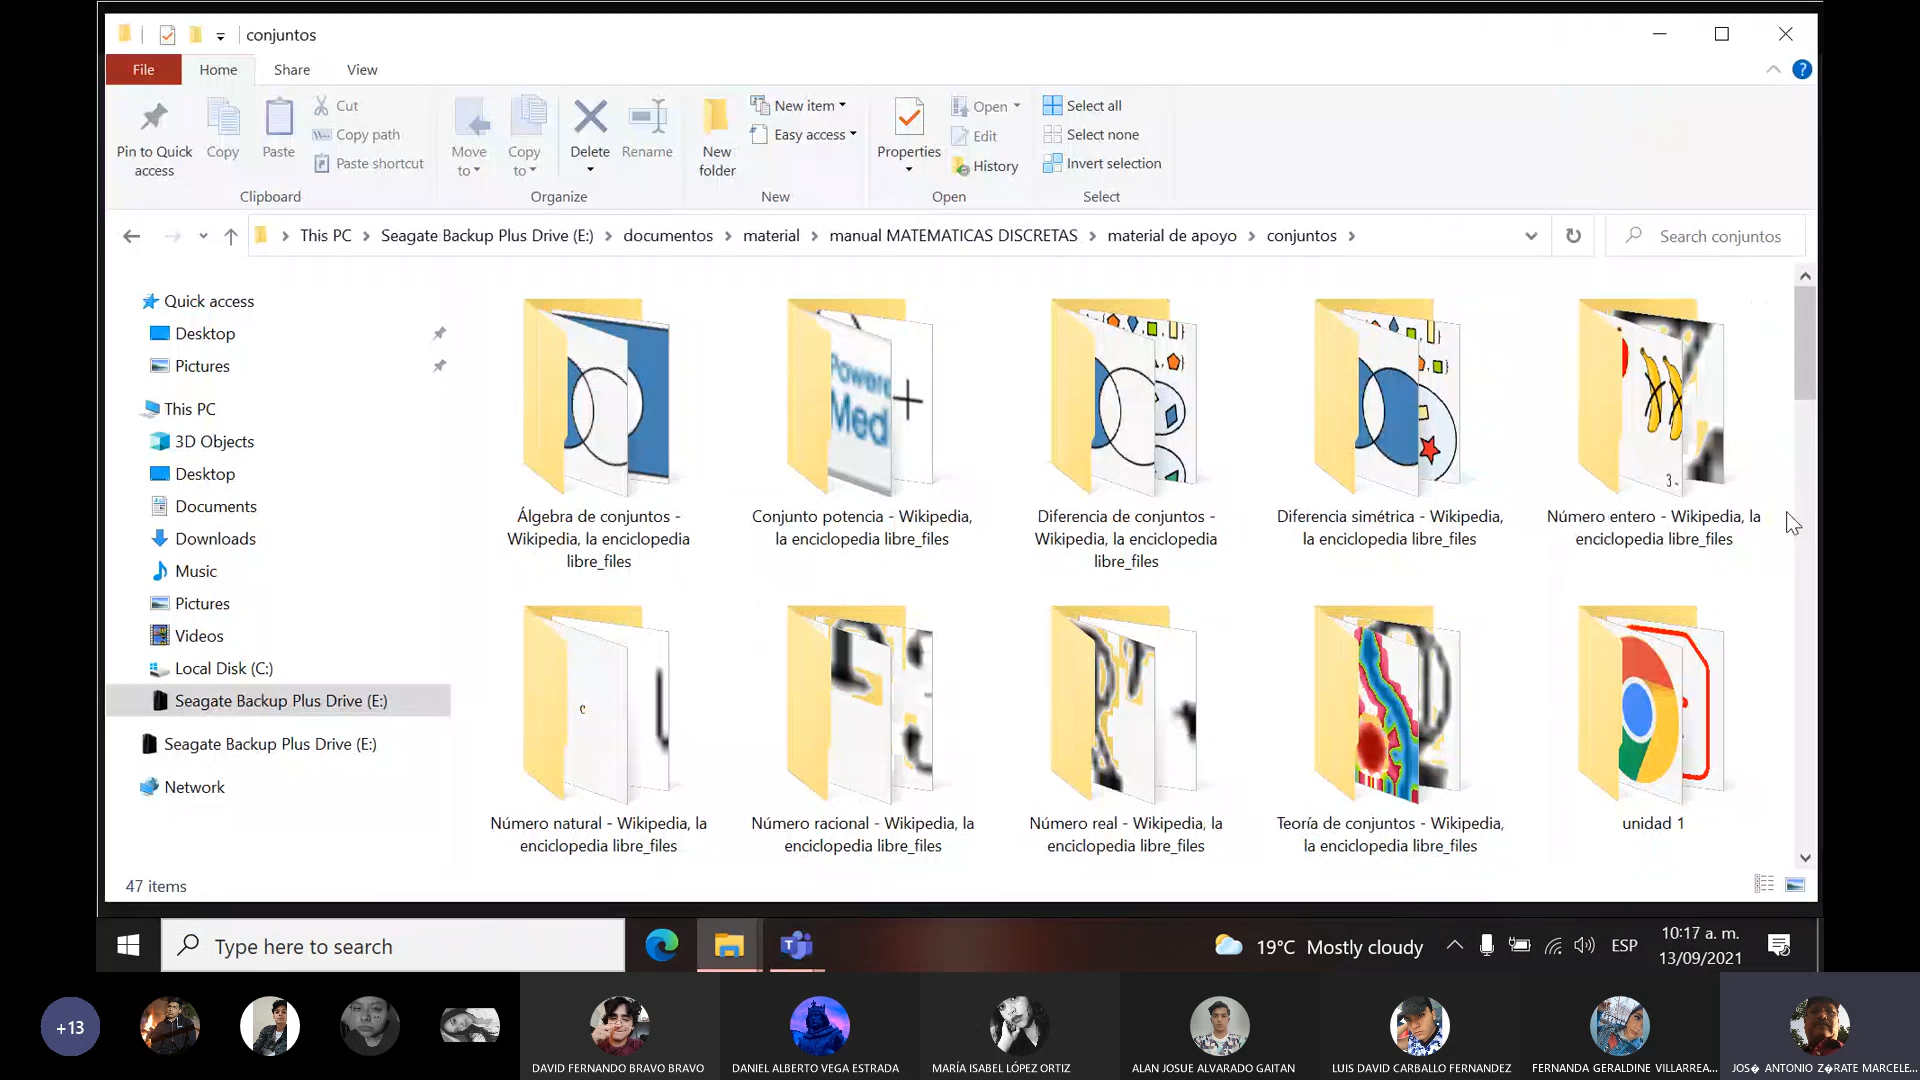 conjuntos
File Home Share View
Pin to Quick access
Copy
Paste
Cut
Copy path
Paste shortcut
Clipboard
Move to
Copy to
Delete
Rename
Organize
New folder
New item
Easy access
New
Properties
Open
Edit
History
Open
Select all
Select none
Invert selection
Select
This PC > Seagate Backup Plus Drive (E:) > documentos > material > manual MATEMATICAS DISCRETAS > material de apoyo > conjuntos >
Search conjuntos
Quick access
Desktop
Pictures
This PC
3D Objects
Desktop
Documents
Downloads
Music
Pictures
Videos
Local Disk (C:)
Seagate Backup Plus Drive (E:)
Seagate Backup Plus Drive (E:)
Network
Powere
Med
3
Álgebra de conjuntos -
Wikipedia, la enciclopedia
libre_files
Conjunto potencia - Wikipedia,
la enciclopedia libre_files
Diferencia de conjuntos -
Wikipedia, la enciclopedia
libre_files
Diferencia simétrica - Wikipedia,
la enciclopedia libre_files
Número entero - Wikipedia, la
enciclopedia libre_files
Número natural - Wikipedia, la
enciclopedia libre_files
Número racional - Wikipedia, la
enciclopedia libre_files
Número real - Wikipedia, la
enciclopedia libre_files
Teoría de conjuntos - Wikipedia,
la enciclopedia libre_files
unidad 1
47 items
Type here to search
19°C Mostly cloudy
ESP
10:17 a. m.
13/09/2021
+13
DAVID FERNANDO BRAVO BRAVO
DANIEL ALBERTO VEGA ESTRADA
MARÍA ISABEL LÓPEZ ORTIZ
ALAN JOSUE ALVARADO GAITAN
LUIS DAVID CARBALLO FERNANDEZ
FERNANDA GERALDINE VILLARREA...
JOS� ANTONIO Z�RATE MARCELE...